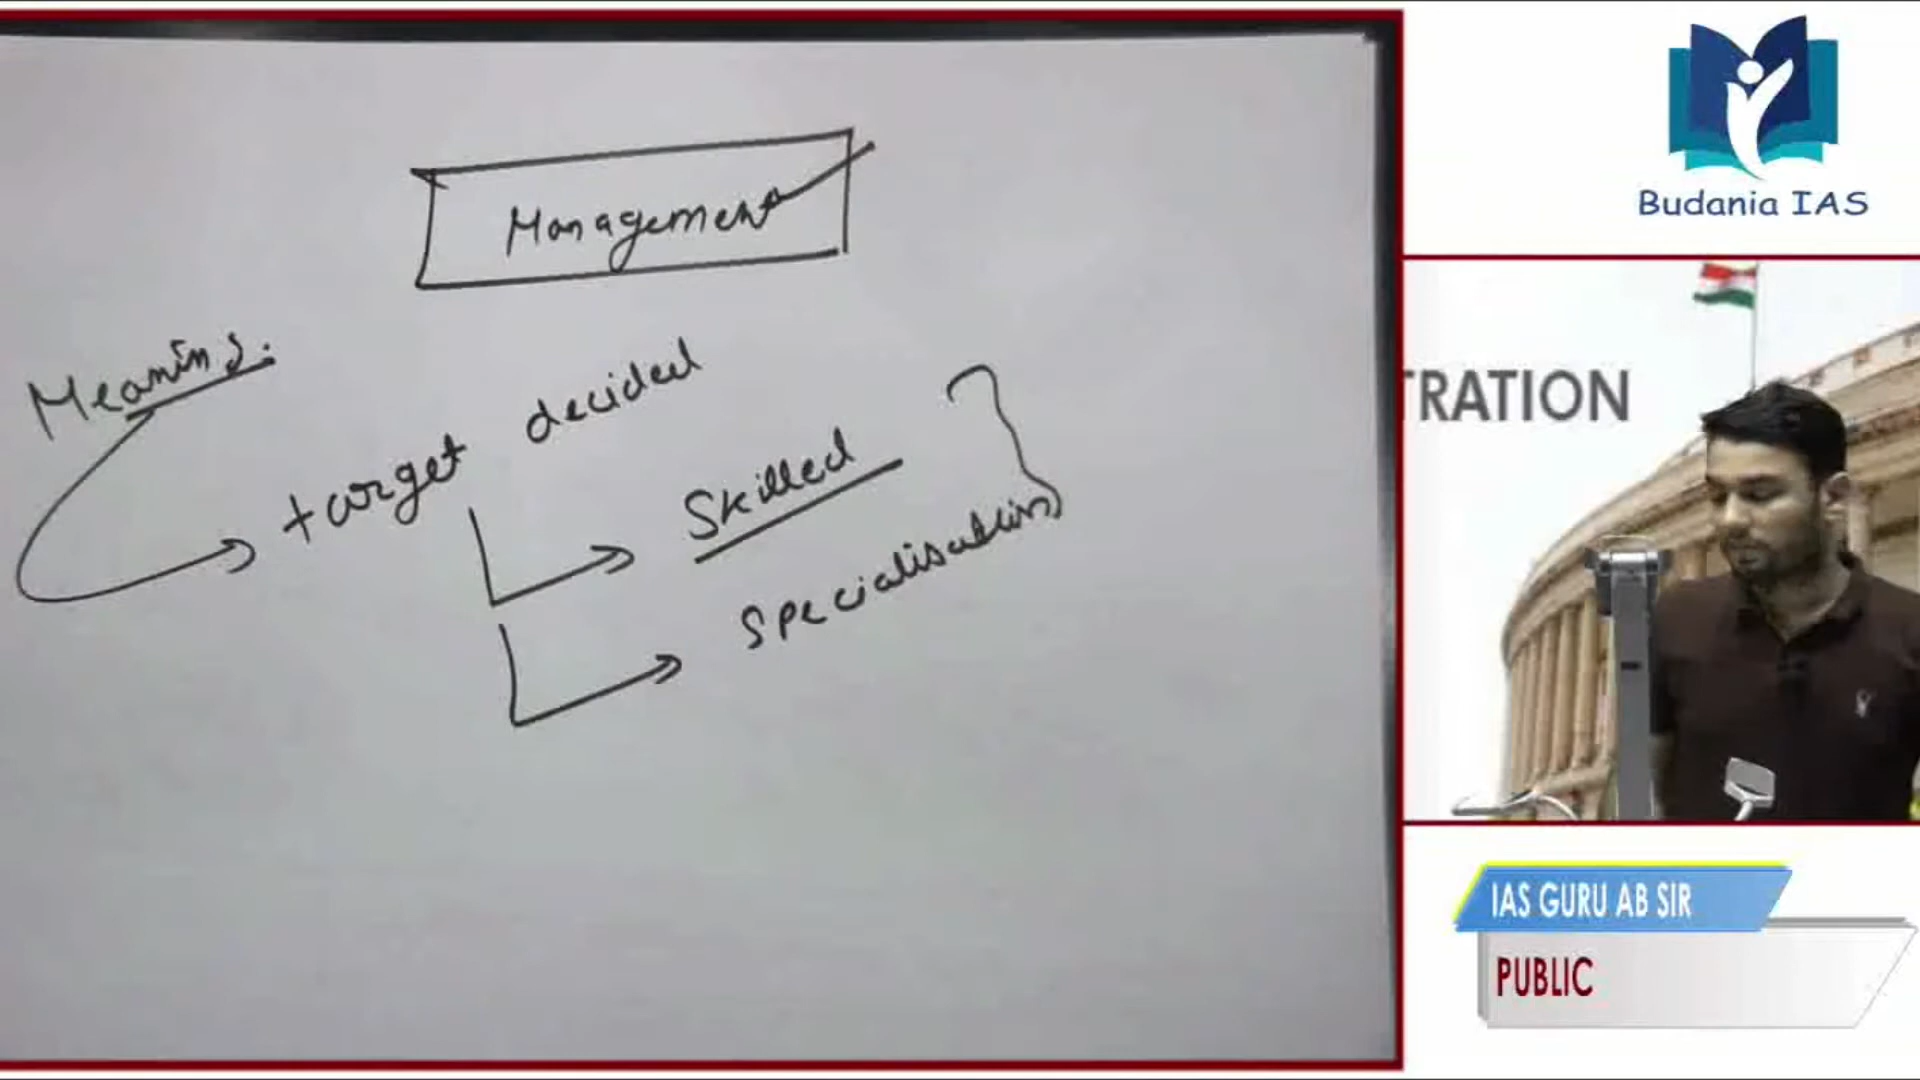 Management
Meaning:
target decided
Skilled
Specialisation
Budania IAS
TRATION
IAS GURU AB SIR
PUBLIC